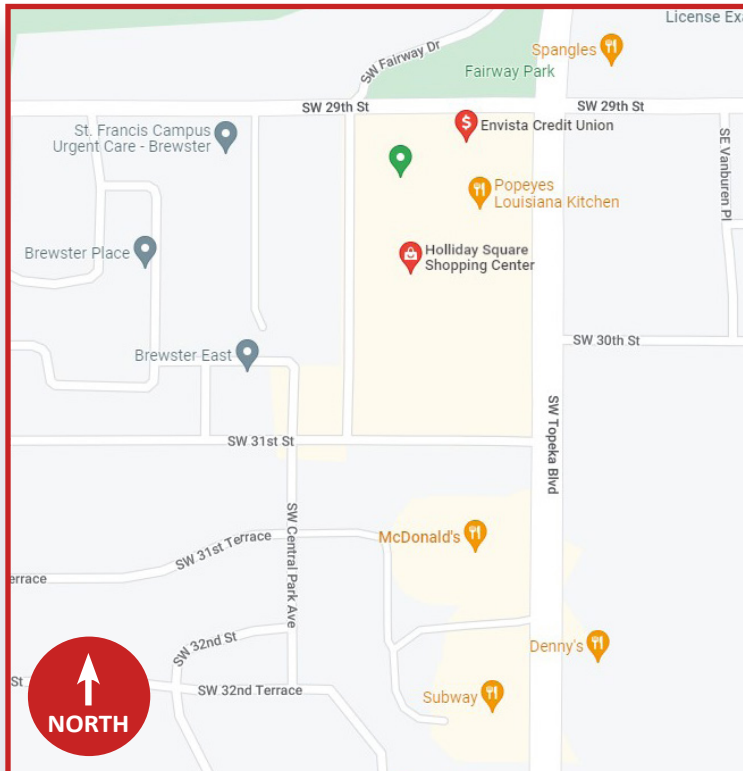 License Exa
Spangles
SW Fairway Dr
Fairway Park
SW 29th St
SW 29th St
St. Francis Campus
Urgent Care - Brewster
Envista Credit Union
SE Vanburen Pl
Popeyes
Louisiana Kitchen
Brewster Place
Holliday Square
Shopping Center
SW 30th St
Brewster East
SW Topeka Blvd
SW 31st St
SW Central Park Ave
McDonald's
SW 31st Terrace
errace
SW 32nd St
Denny's
St
SW 32nd Terrace
Subway
NORTH